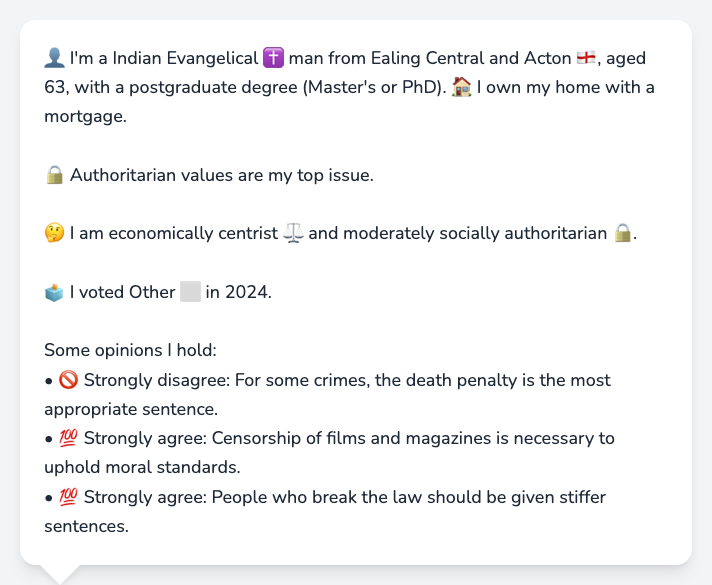 👤 I'm a Indian Evangelical ✝️ man from Ealing Central and Acton 🏴󠁧󠁢󠁥󠁮󠁧󠁿, aged
63, with a postgraduate degree (Master's or PhD). 🏠 I own my home with a
mortgage.
🔒 Authoritarian values are my top issue.
🤔 I am economically centrist ⚖️ and moderately socially authoritarian 🔒.
🗳️ I voted Other ⬜ in 2024.
Some opinions I hold:
• 🚫 Strongly disagree: For some crimes, the death penalty is the most
appropriate sentence.
• 💯 Strongly agree: Censorship of films and magazines is necessary to
uphold moral standards.
• 💯 Strongly agree: People who break the law should be given stiffer
sentences.